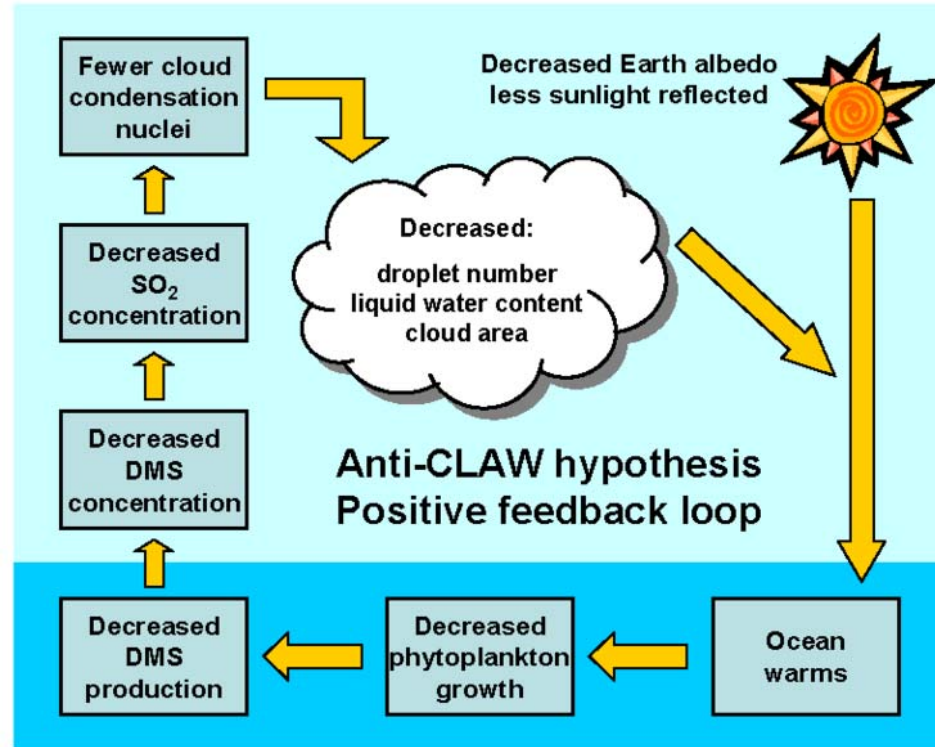 Fewer cloud
condensation
nuclei
Decreased Earth albedo
less sunlight reflected
Decreased:
droplet number
liquid water content
cloud area
Decreased
SO₂
concentration
Decreased
DMS
concentration
Anti-CLAW hypothesis
Positive feedback loop
Decreased
DMS
production
Decreased
phytoplankton
growth
Ocean
warms